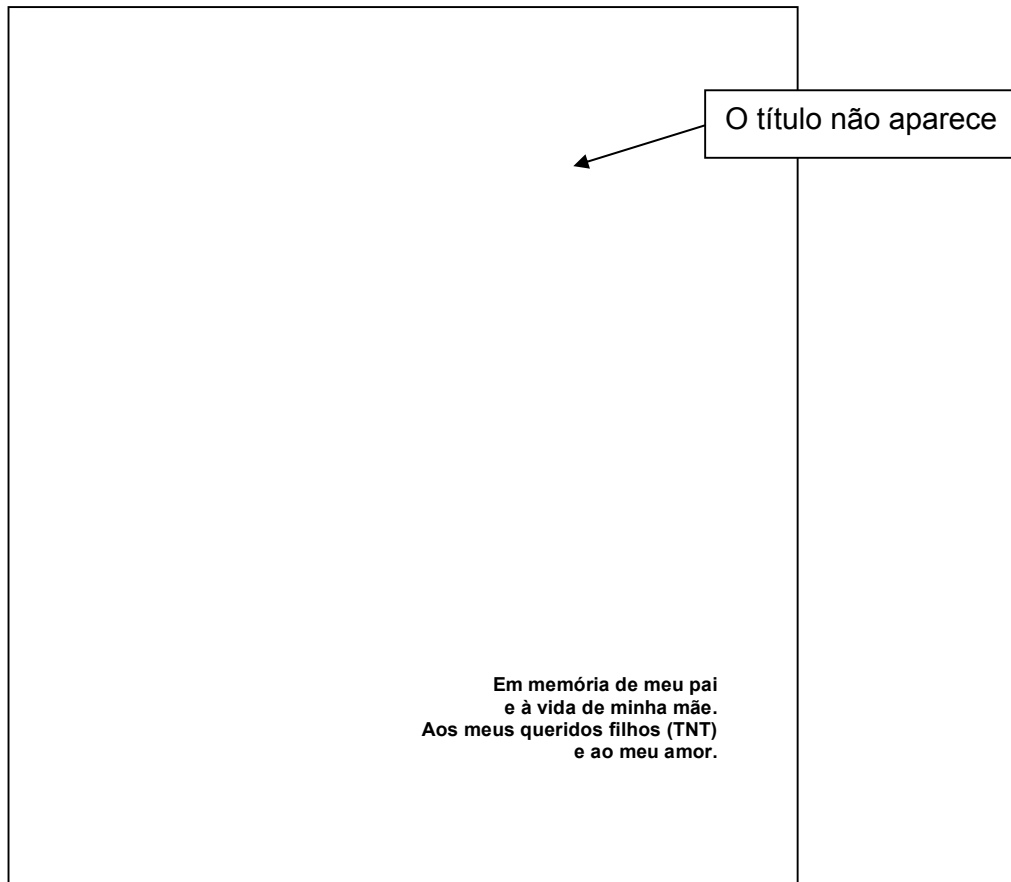 O título não aparece
Em memória de meu pai
e à vida de minha mãe.
Aos meus queridos filhos (TNT)
e ao meu amor.